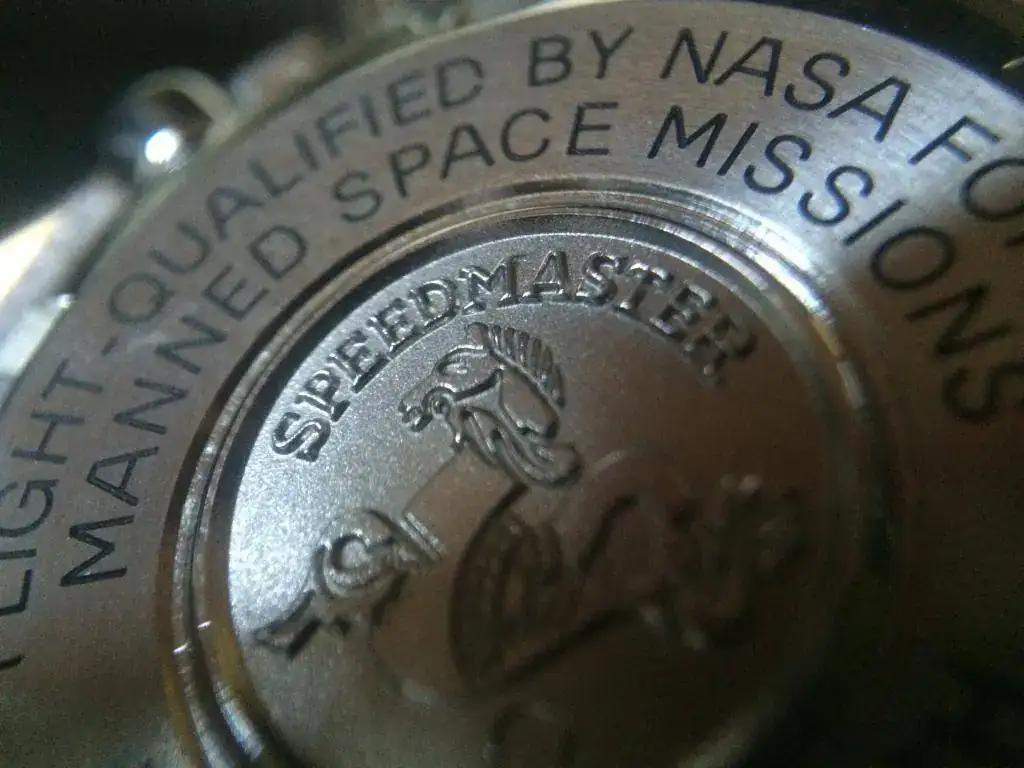 FLIGHT-QUALIFIED BY NASA FOR
MANNED SPACE MISSIONS
SPEEDMASTER